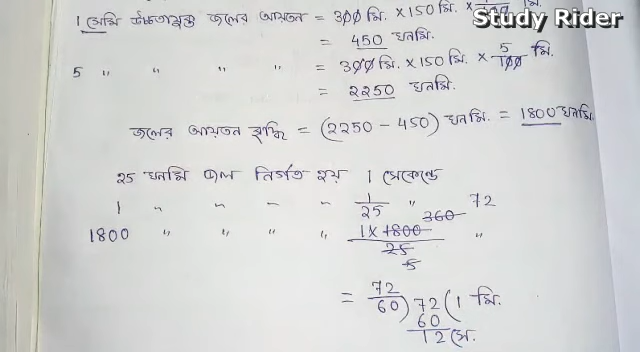 Study Rider
1 সেমি উচ্চতাযুক্ত জলের আয়তন = 300 মি. × 150 মি. ×
= 450 ঘনমি.
5 " " " " = 300 মি. × 150 মি. × 5/100 মি.
= 2250 ঘনমি.
জলের আয়তন বৃদ্ধি = (2250 - 450) ঘনমি. = 1800 ঘনমি.
25 ঘনমি জল নির্গত হয় 1 সেকেন্ডে
1 " " " " 1/25 "
72
360
1800 " " " " 1×1800/25 "
5
= 72/60) 72 (1 মি.
60
12 সে.